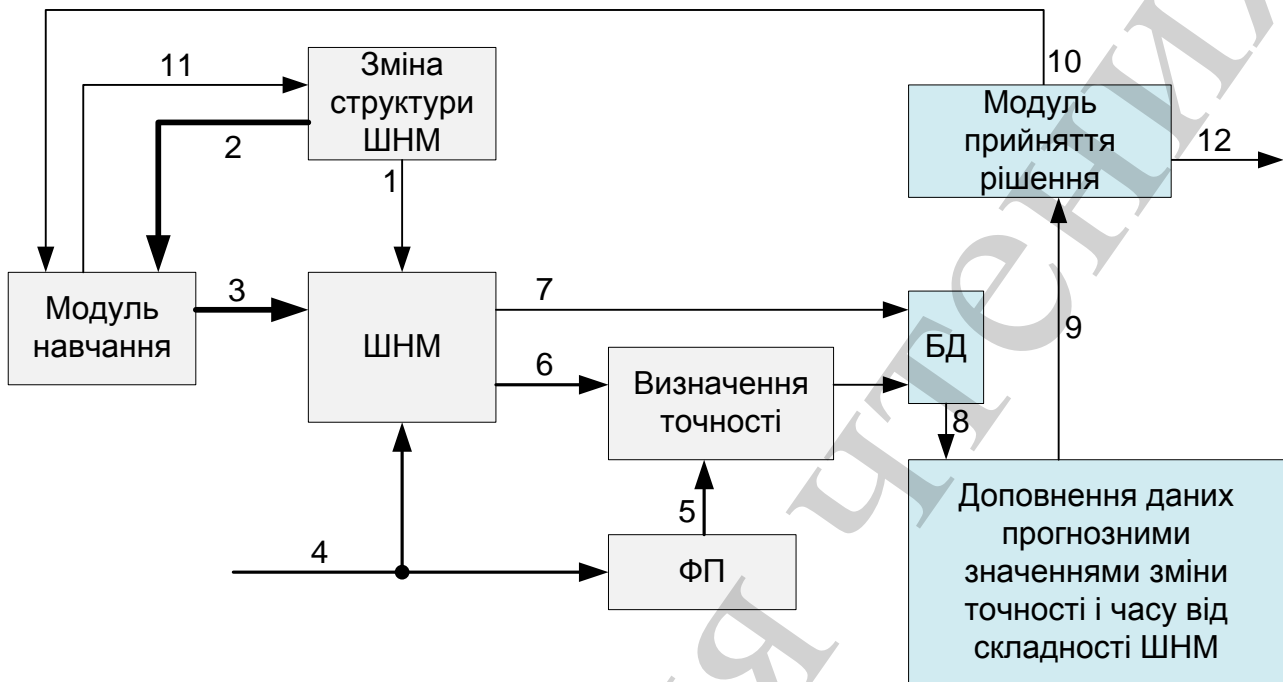 10
11
Зміна
структури
ШНМ
Модуль
прийняття
рішення
12
2
1
3
7
Модуль
навчання
ШНМ
6
БД
9
Визначення
точності
8
5
4
ФП
Доповнення даних
прогнозними
значеннями зміни
точності і часу від
складності ШНМ